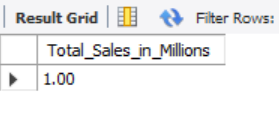 Result Grid Filter Rows:
Total_Sales_in_Millions
1.00